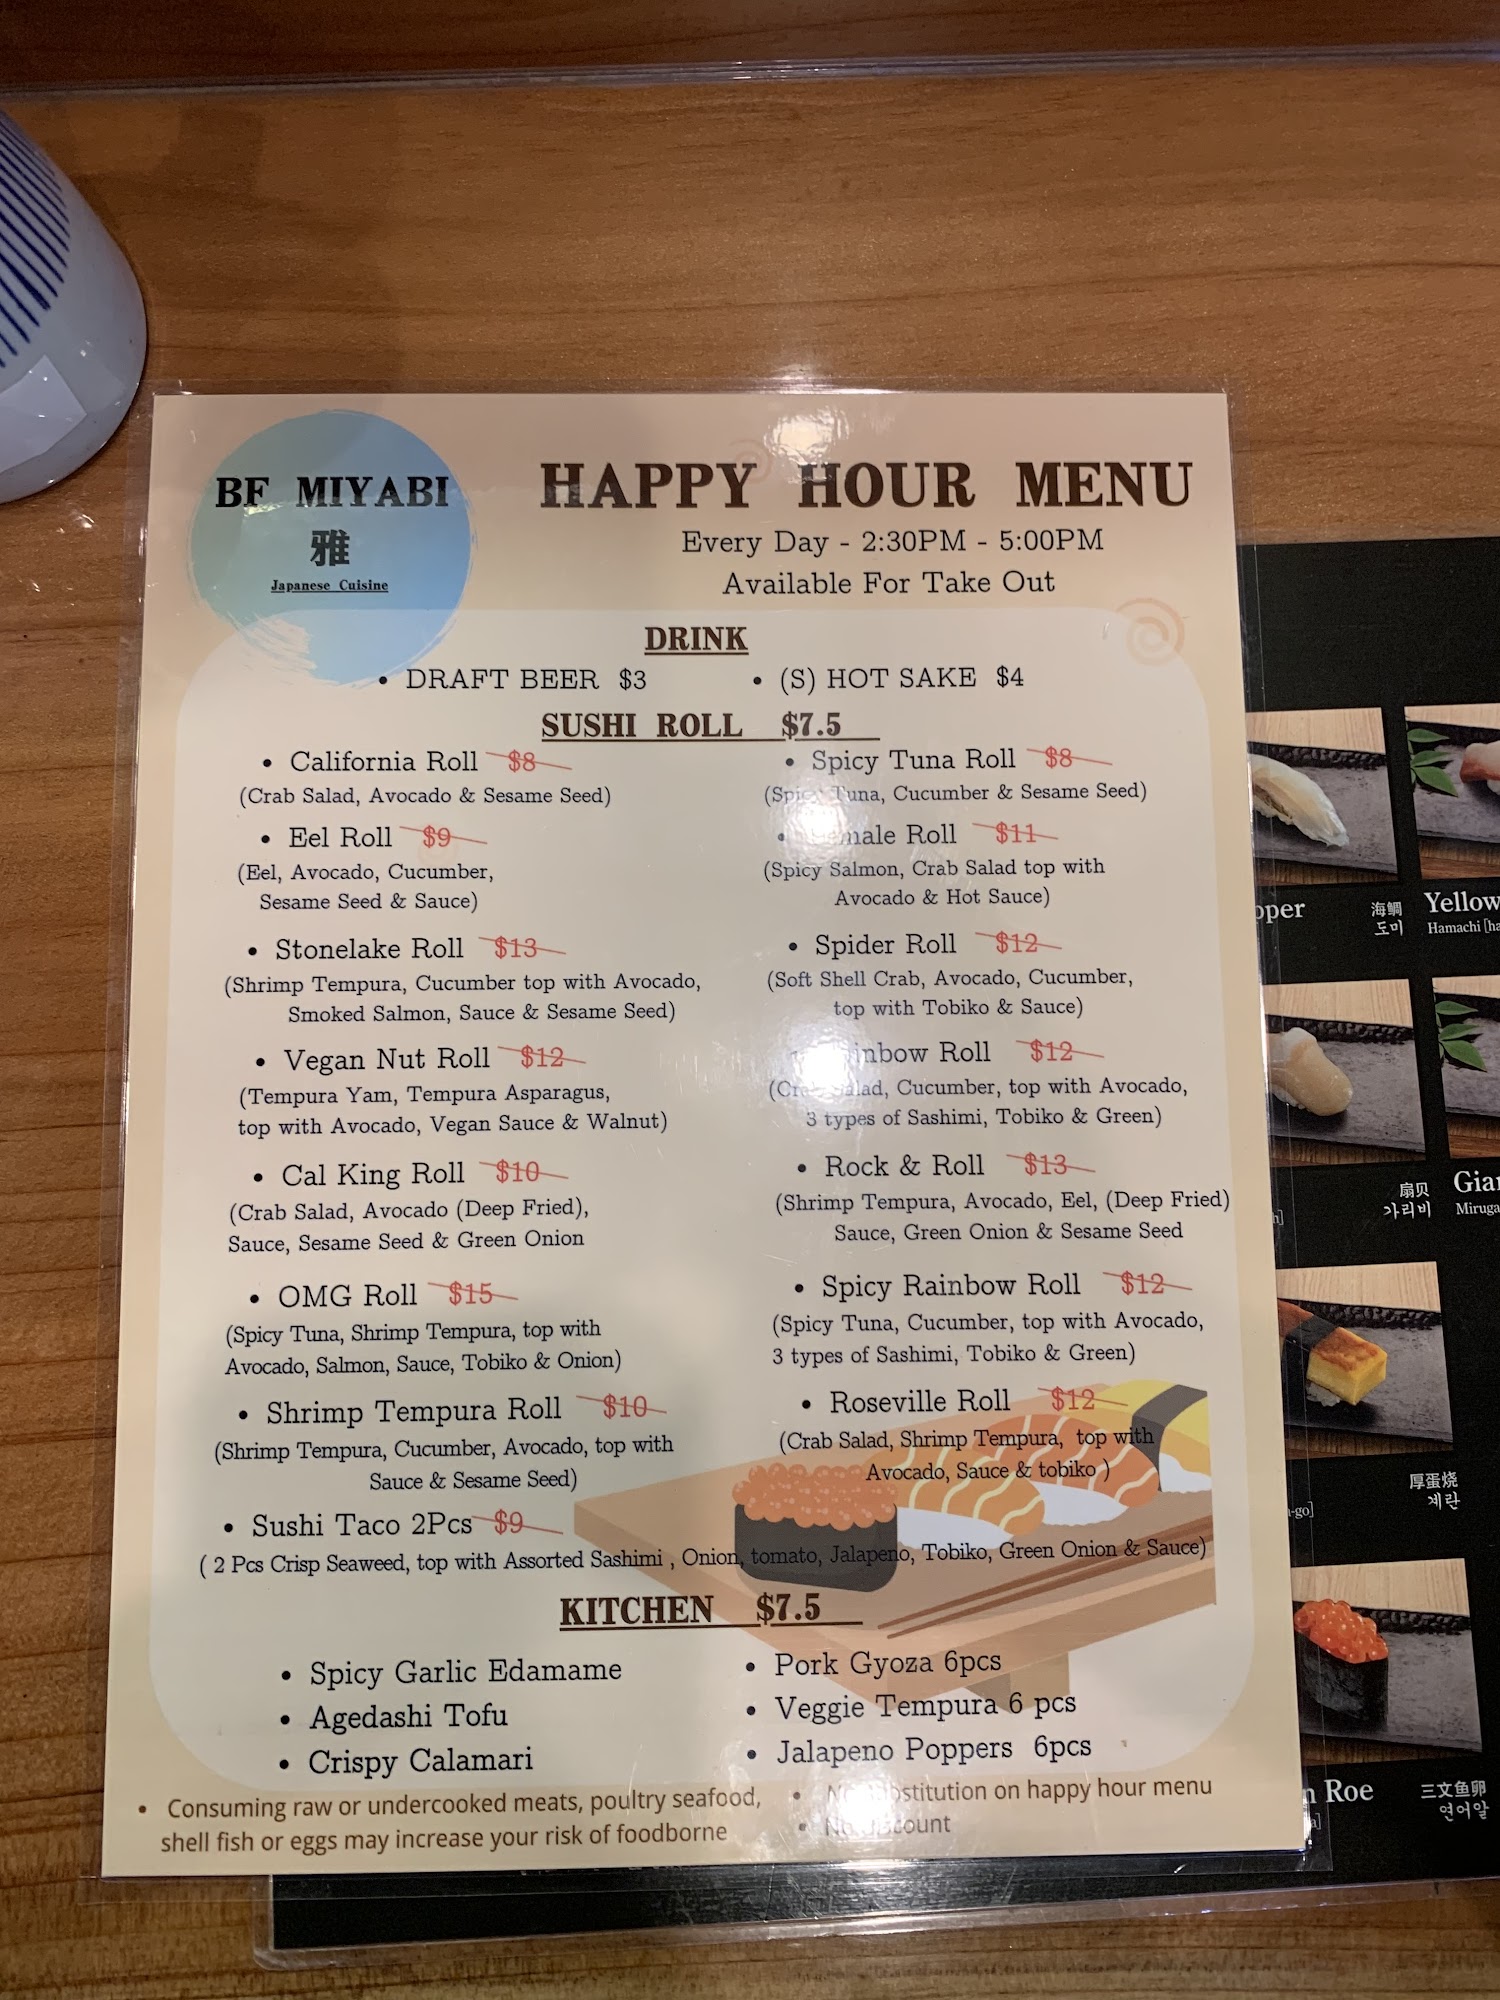 BF MIYABI
雅
Japanese Cuisine
HAPPY HOUR MENU
Every Day - 2:30PM - 5:00PM
Available For Take Out
DRINK
• DRAFT BEER $3
• (S) HOT SAKE $4
SUSHI ROLL $7.5
• California Roll $8
(Crab Salad, Avocado & Sesame Seed)
• Spicy Tuna Roll $8
(Spicy Tuna, Cucumber & Sesame Seed)
• Eel Roll $9
(Eel, Avocado, Cucumber,
Sesame Seed & Sauce)
Roll $11
(Spicy Salmon, Crab Salad top with
Avocado & Hot Sauce)
• Stonelake Roll $13
(Shrimp Tempura, Cucumber top with Avocado,
Smoked Salmon, Sauce & Sesame Seed)
• Spider Roll $12
(Soft Shell Crab, Avocado, Cucumber,
top with Tobiko & Sauce)
• Vegan Nut Roll $12
(Tempura Yam, Tempura Asparagus,
top with Avocado, Vegan Sauce & Walnut)
Rainbow Roll $12
(Crab Salad, Cucumber, top with Avocado,
3 types of Sashimi, Tobiko & Green)
• Cal King Roll $10
(Crab Salad, Avocado (Deep Fried),
Sauce, Sesame Seed & Green Onion
• Rock & Roll $13
(Shrimp Tempura, Avocado, Eel, (Deep Fried)
Sauce, Green Onion & Sesame Seed
• OMG Roll $15
(Spicy Tuna, Shrimp Tempura, top with
Avocado, Salmon, Sauce, Tobiko & Onion)
• Spicy Rainbow Roll $12
(Spicy Tuna, Cucumber, top with Avocado,
3 types of Sashimi, Tobiko & Green)
• Shrimp Tempura Roll $10
(Shrimp Tempura, Cucumber, Avocado, top with
Sauce & Sesame Seed)
• Roseville Roll $12
(Crab Salad, Shrimp Tempura, top with
Avocado, Sauce & tobiko )
• Sushi Taco 2Pcs $9
( 2 Pcs Crisp Seaweed, top with Assorted Sashimi , Onion, tomato, Jalapeno, Tobiko, Green Onion & Sauce)
KITCHEN $7.5
• Spicy Garlic Edamame
• Agedashi Tofu
• Crispy Calamari
• Pork Gyoza 6pcs
• Veggie Tempura 6 pcs
• Jalapeno Poppers 6pcs
• Consuming raw or undercooked meats, poultry seafood,
shell fish or eggs may increase your risk of foodborne
• No substitution on happy hour menu
• No Discount
海鲷
도미
Yellow
Hamachi
扇贝
가리비
厚蛋烧
계란
Roe
三文鱼卵
연어알